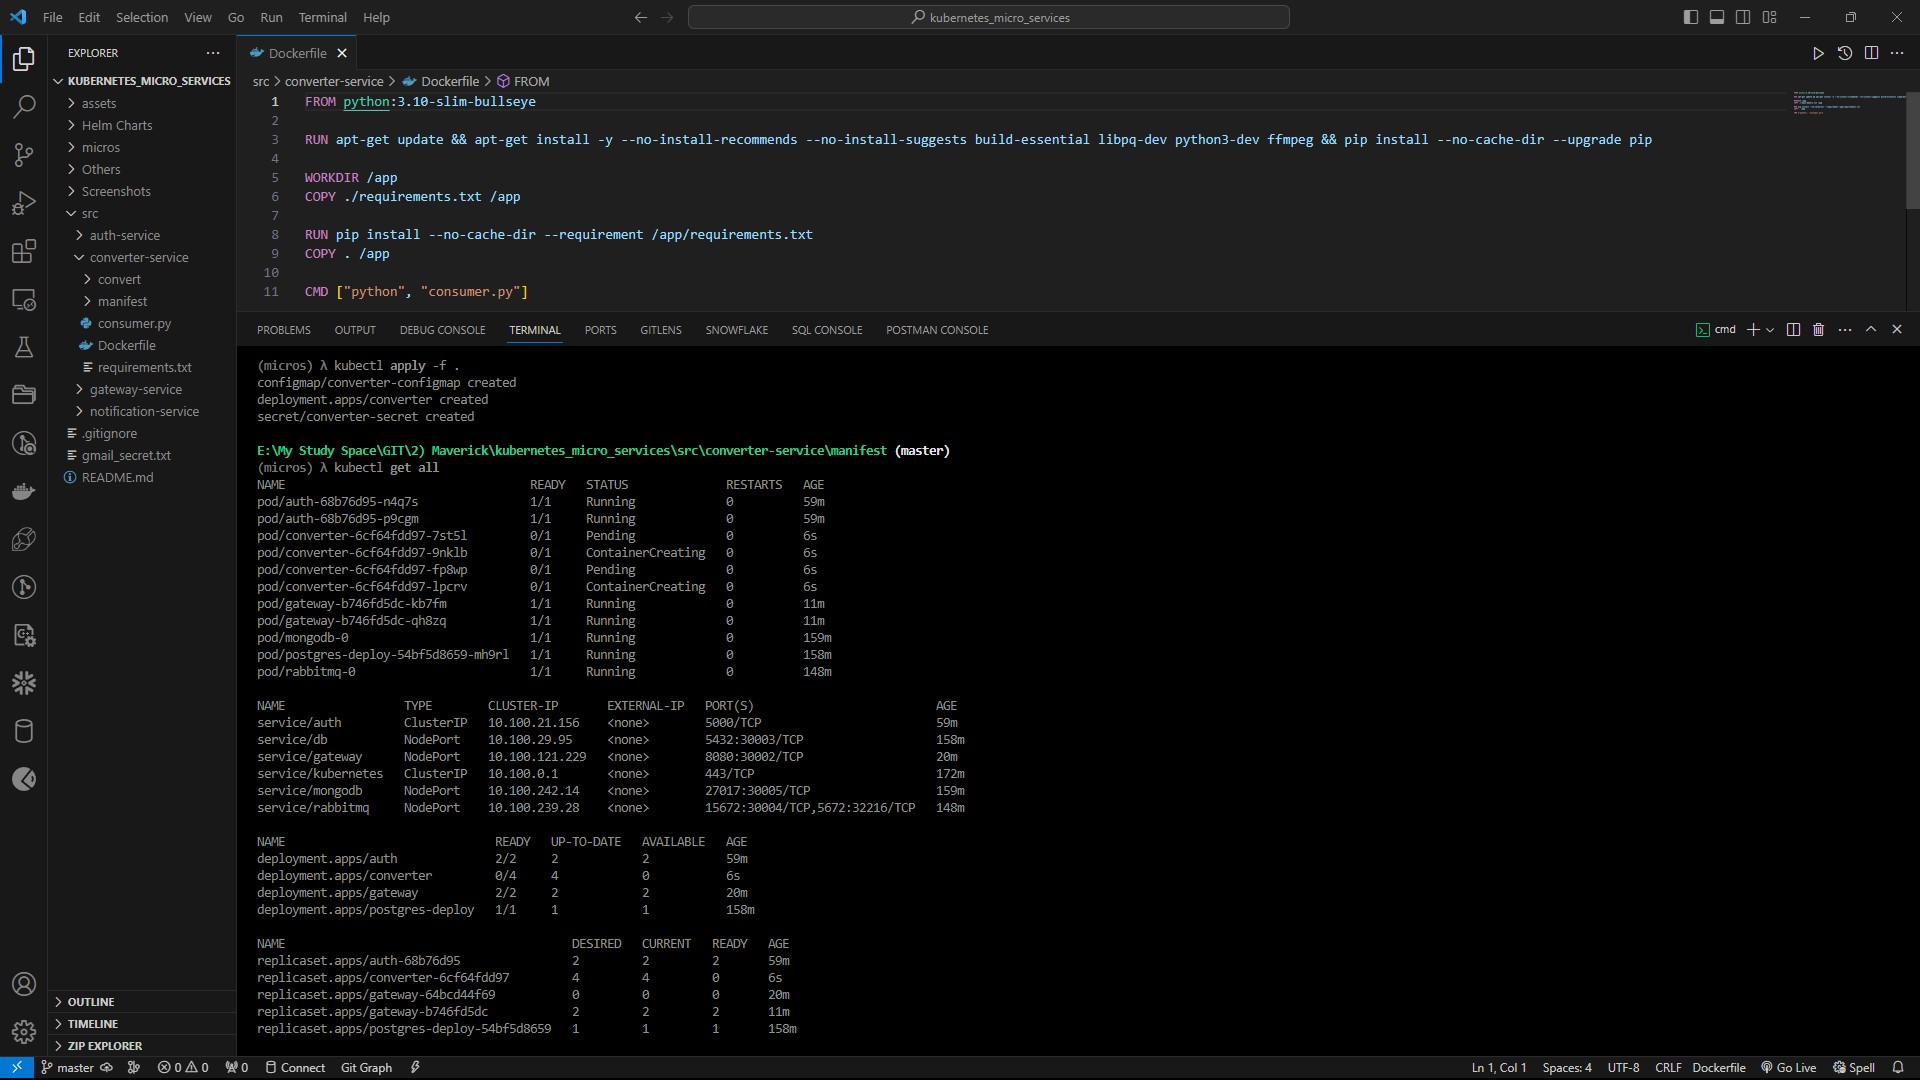 File Edit Selection View Go Run Terminal Help
kubernetes_micro_services
EXPLORER
KUBERNETES_MICRO_SERVICES
assets
Helm Charts
micros
Others
Screenshots
src
auth-service
converter-service
convert
manifest
consumer.py
Dockerfile
requirements.txt
gateway-service
notification-service
.gitignore
gmail_secret.txt
README.md
OUTLINE
TIMELINE
ZIP EXPLORER
Dockerfile
src > converter-service > Dockerfile > FROM
1 FROM python:3.10-slim-bullseye
2
3 RUN apt-get update && apt-get install -y --no-install-recommends --no-install-suggests build-essential libpq-dev python3-dev ffmpeg && pip install --no-cache-dir --upgrade pip
4
5 WORKDIR /app
6 COPY ./requirements.txt /app
7
8 RUN pip install --no-cache-dir --requirement /app/requirements.txt
9 COPY . /app
10
11 CMD ["python", "consumer.py"]
PROBLEMS OUTPUT DEBUG CONSOLE TERMINAL PORTS GITLENS SNOWFLAKE SQL CONSOLE POSTMAN CONSOLE
cmd
(micros) λ kubectl apply -f .
configmap/converter-configmap created
deployment.apps/converter created
secret/converter-secret created
E:\My Study Space\GIT\2) Maverick\kubernetes_micro_services\src\converter-service\manifest (master)
(micros) λ kubectl get all
NAME READY STATUS RESTARTS AGE
pod/auth-68b76d95-n4q7s 1/1 Running 0 59m
pod/auth-68b76d95-p9cgm 1/1 Running 0 59m
pod/converter-6cf64fdd97-7st5l 0/1 Pending 0 6s
pod/converter-6cf64fdd97-9nklb 0/1 ContainerCreating 0 6s
pod/converter-6cf64fdd97-fp8wp 0/1 Pending 0 6s
pod/converter-6cf64fdd97-lpcrv 0/1 ContainerCreating 0 6s
pod/gateway-b746fd5dc-kb7fm 1/1 Running 0 11m
pod/gateway-b746fd5dc-qh8zq 1/1 Running 0 11m
pod/mongodb-0 1/1 Running 0 159m
pod/postgres-deploy-54bf5d8659-mh9rl 1/1 Running 0 158m
pod/rabbitmq-0 1/1 Running 0 148m
NAME TYPE CLUSTER-IP EXTERNAL-IP PORT(S) AGE
service/auth ClusterIP 10.100.21.156 <none> 5000/TCP 59m
service/db NodePort 10.100.29.95 <none> 5432:30003/TCP 158m
service/gateway NodePort 10.100.121.229 <none> 8080:30002/TCP 20m
service/kubernetes ClusterIP 10.100.0.1 <none> 443/TCP 172m
service/mongodb NodePort 10.100.242.14 <none> 27017:30005/TCP 159m
service/rabbitmq NodePort 10.100.239.28 <none> 15672:30004/TCP,5672:32216/TCP 148m
NAME READY UP-TO-DATE AVAILABLE AGE
deployment.apps/auth 2/2 2 2 59m
deployment.apps/converter 0/4 4 0 6s
deployment.apps/gateway 2/2 2 2 20m
deployment.apps/postgres-deploy 1/1 1 1 158m
NAME DESIRED CURRENT READY AGE
replicaset.apps/auth-68b76d95 2 2 2 59m
replicaset.apps/converter-6cf64fdd97 4 4 0 6s
replicaset.apps/gateway-64bcd44f69 0 0 0 20m
replicaset.apps/gateway-b746fd5dc 2 2 2 11m
replicaset.apps/postgres-deploy-54bf5d8659 1 1 1 158m
master 0 0 0 Connect Git Graph Ln 1, Col 1 Spaces: 4 UTF-8 CRLF Dockerfile Go Live Spell